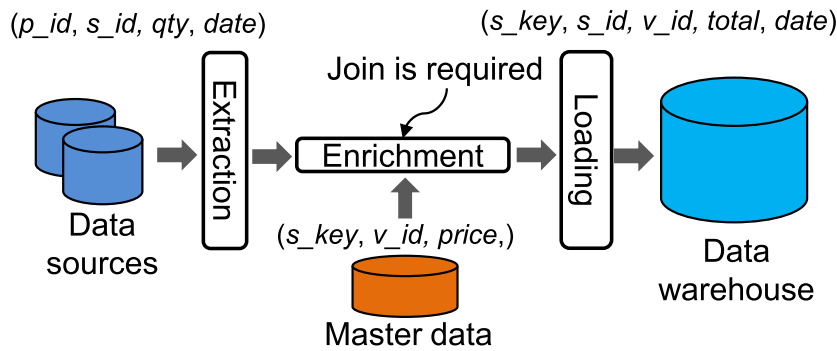 (p_id, s_id, qty, date)
(s_key, s_id, v_id, total, date)
Join is required
Extraction
Enrichment
Loading
Data
sources
(s_key, v_id, price,)
Master data
Data
warehouse